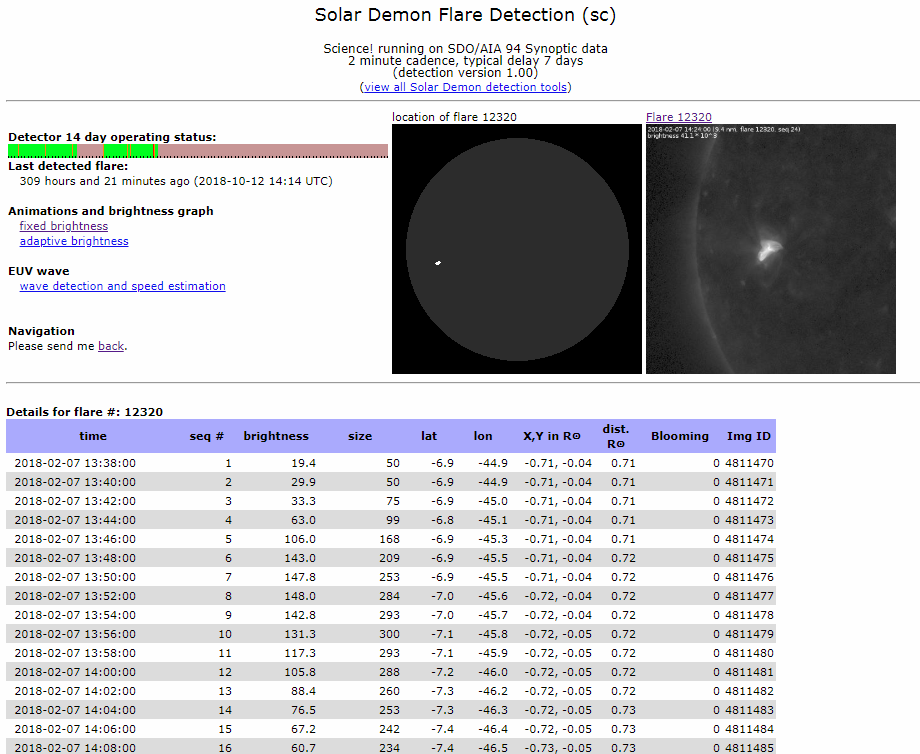 Solar Demon Flare Detection (sc)
Science! running on SDO/AIA 94 Synoptic data
2 minute cadence, typical delay 7 days
(detection version 1.00)
(view all Solar Demon detection tools)
Detector 14 day operating status:
Last detected flare:
309 hours and 21 minutes ago (2018-10-12 14:14 UTC)
Animations and brightness graph
fixed brightness
adaptive brightness
EUV wave
wave detection and speed estimation
Navigation
Please send me back.
location of flare 12320
Flare 12320
2018-02-07 14:24:00 (9.4 nm, flare 12320, seq 24)
brightness 41.1 * 10^3
Details for flare #: 12320
time seq # brightness size lat lon X,Y in R⊙ dist. R⊙ Blooming Img ID
2018-02-07 13:38:00 1 19.4 50 -6.9 -44.9 -0.71, -0.04 0.71 0 4811470
2018-02-07 13:40:00 2 29.9 50 -6.9 -44.9 -0.71, -0.04 0.71 0 4811471
2018-02-07 13:42:00 3 33.3 75 -6.9 -45.0 -0.71, -0.04 0.71 0 4811472
2018-02-07 13:44:00 4 63.0 99 -6.8 -45.1 -0.71, -0.04 0.71 0 4811473
2018-02-07 13:46:00 5 106.0 168 -6.9 -45.3 -0.71, -0.04 0.71 0 4811474
2018-02-07 13:48:00 6 143.0 209 -6.9 -45.5 -0.71, -0.04 0.72 0 4811475
2018-02-07 13:50:00 7 147.8 253 -6.9 -45.5 -0.71, -0.04 0.72 0 4811476
2018-02-07 13:52:00 8 148.0 284 -7.0 -45.6 -0.72, -0.04 0.72 0 4811477
2018-02-07 13:54:00 9 142.8 293 -7.0 -45.7 -0.72, -0.04 0.72 0 4811478
2018-02-07 13:56:00 10 131.3 300 -7.1 -45.8 -0.72, -0.05 0.72 0 4811479
2018-02-07 13:58:00 11 117.3 293 -7.1 -45.9 -0.72, -0.05 0.72 0 4811480
2018-02-07 14:00:00 12 105.8 288 -7.2 -46.0 -0.72, -0.05 0.72 0 4811481
2018-02-07 14:02:00 13 88.4 260 -7.3 -46.2 -0.72, -0.05 0.72 0 4811482
2018-02-07 14:04:00 14 76.5 253 -7.3 -46.3 -0.72, -0.05 0.73 0 4811483
2018-02-07 14:06:00 15 67.2 242 -7.4 -46.4 -0.72, -0.05 0.73 0 4811484
2018-02-07 14:08:00 16 60.7 234 -7.4 -46.5 -0.73, -0.05 0.73 0 4811485